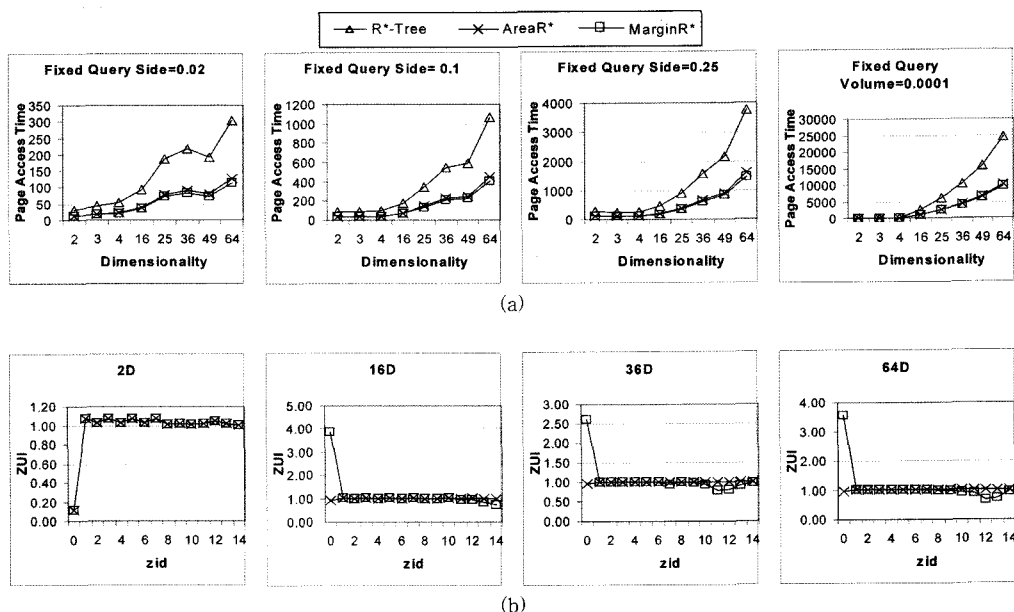 R*-Tree AreaR* MarginR*
Fixed Query Side=0.02
Page Access Time
350
300
250
200
150
100
50
0
2 3 4 16 25 36 49 64
Dimensionality
Fixed Query Side= 0.1
Page Access Time
1200
1000
800
600
400
200
0
2 3 4 16 25 36 49 64
Dimensionality
Fixed Query Side=0.25
Page Access Time
4000
3000
2000
1000
0
2 3 4 16 25 36 49 64
Dimensionality
Fixed Query
Volume=0.0001
Page Access Time
30000
25000
20000
15000
10000
5000
0
2 3 4 16 25 36 49 64
Dimensionality
(a)
2D
ZUI
1.20
1.00
0.80
0.60
0.40
0.20
0.00
0 2 4 6 8 10 12 14
zid
16D
ZUI
5.00
4.00
3.00
2.00
1.00
0.00
0 2 4 6 8 10 12 14
zid
36D
ZUI
3.00
2.50
2.00
1.50
1.00
0.50
0.00
0 2 4 6 8 10 12 14
zid
64D
ZUI
4.00
3.00
2.00
1.00
0.00
0 2 4 6 8 10 12 14
zid
(b)